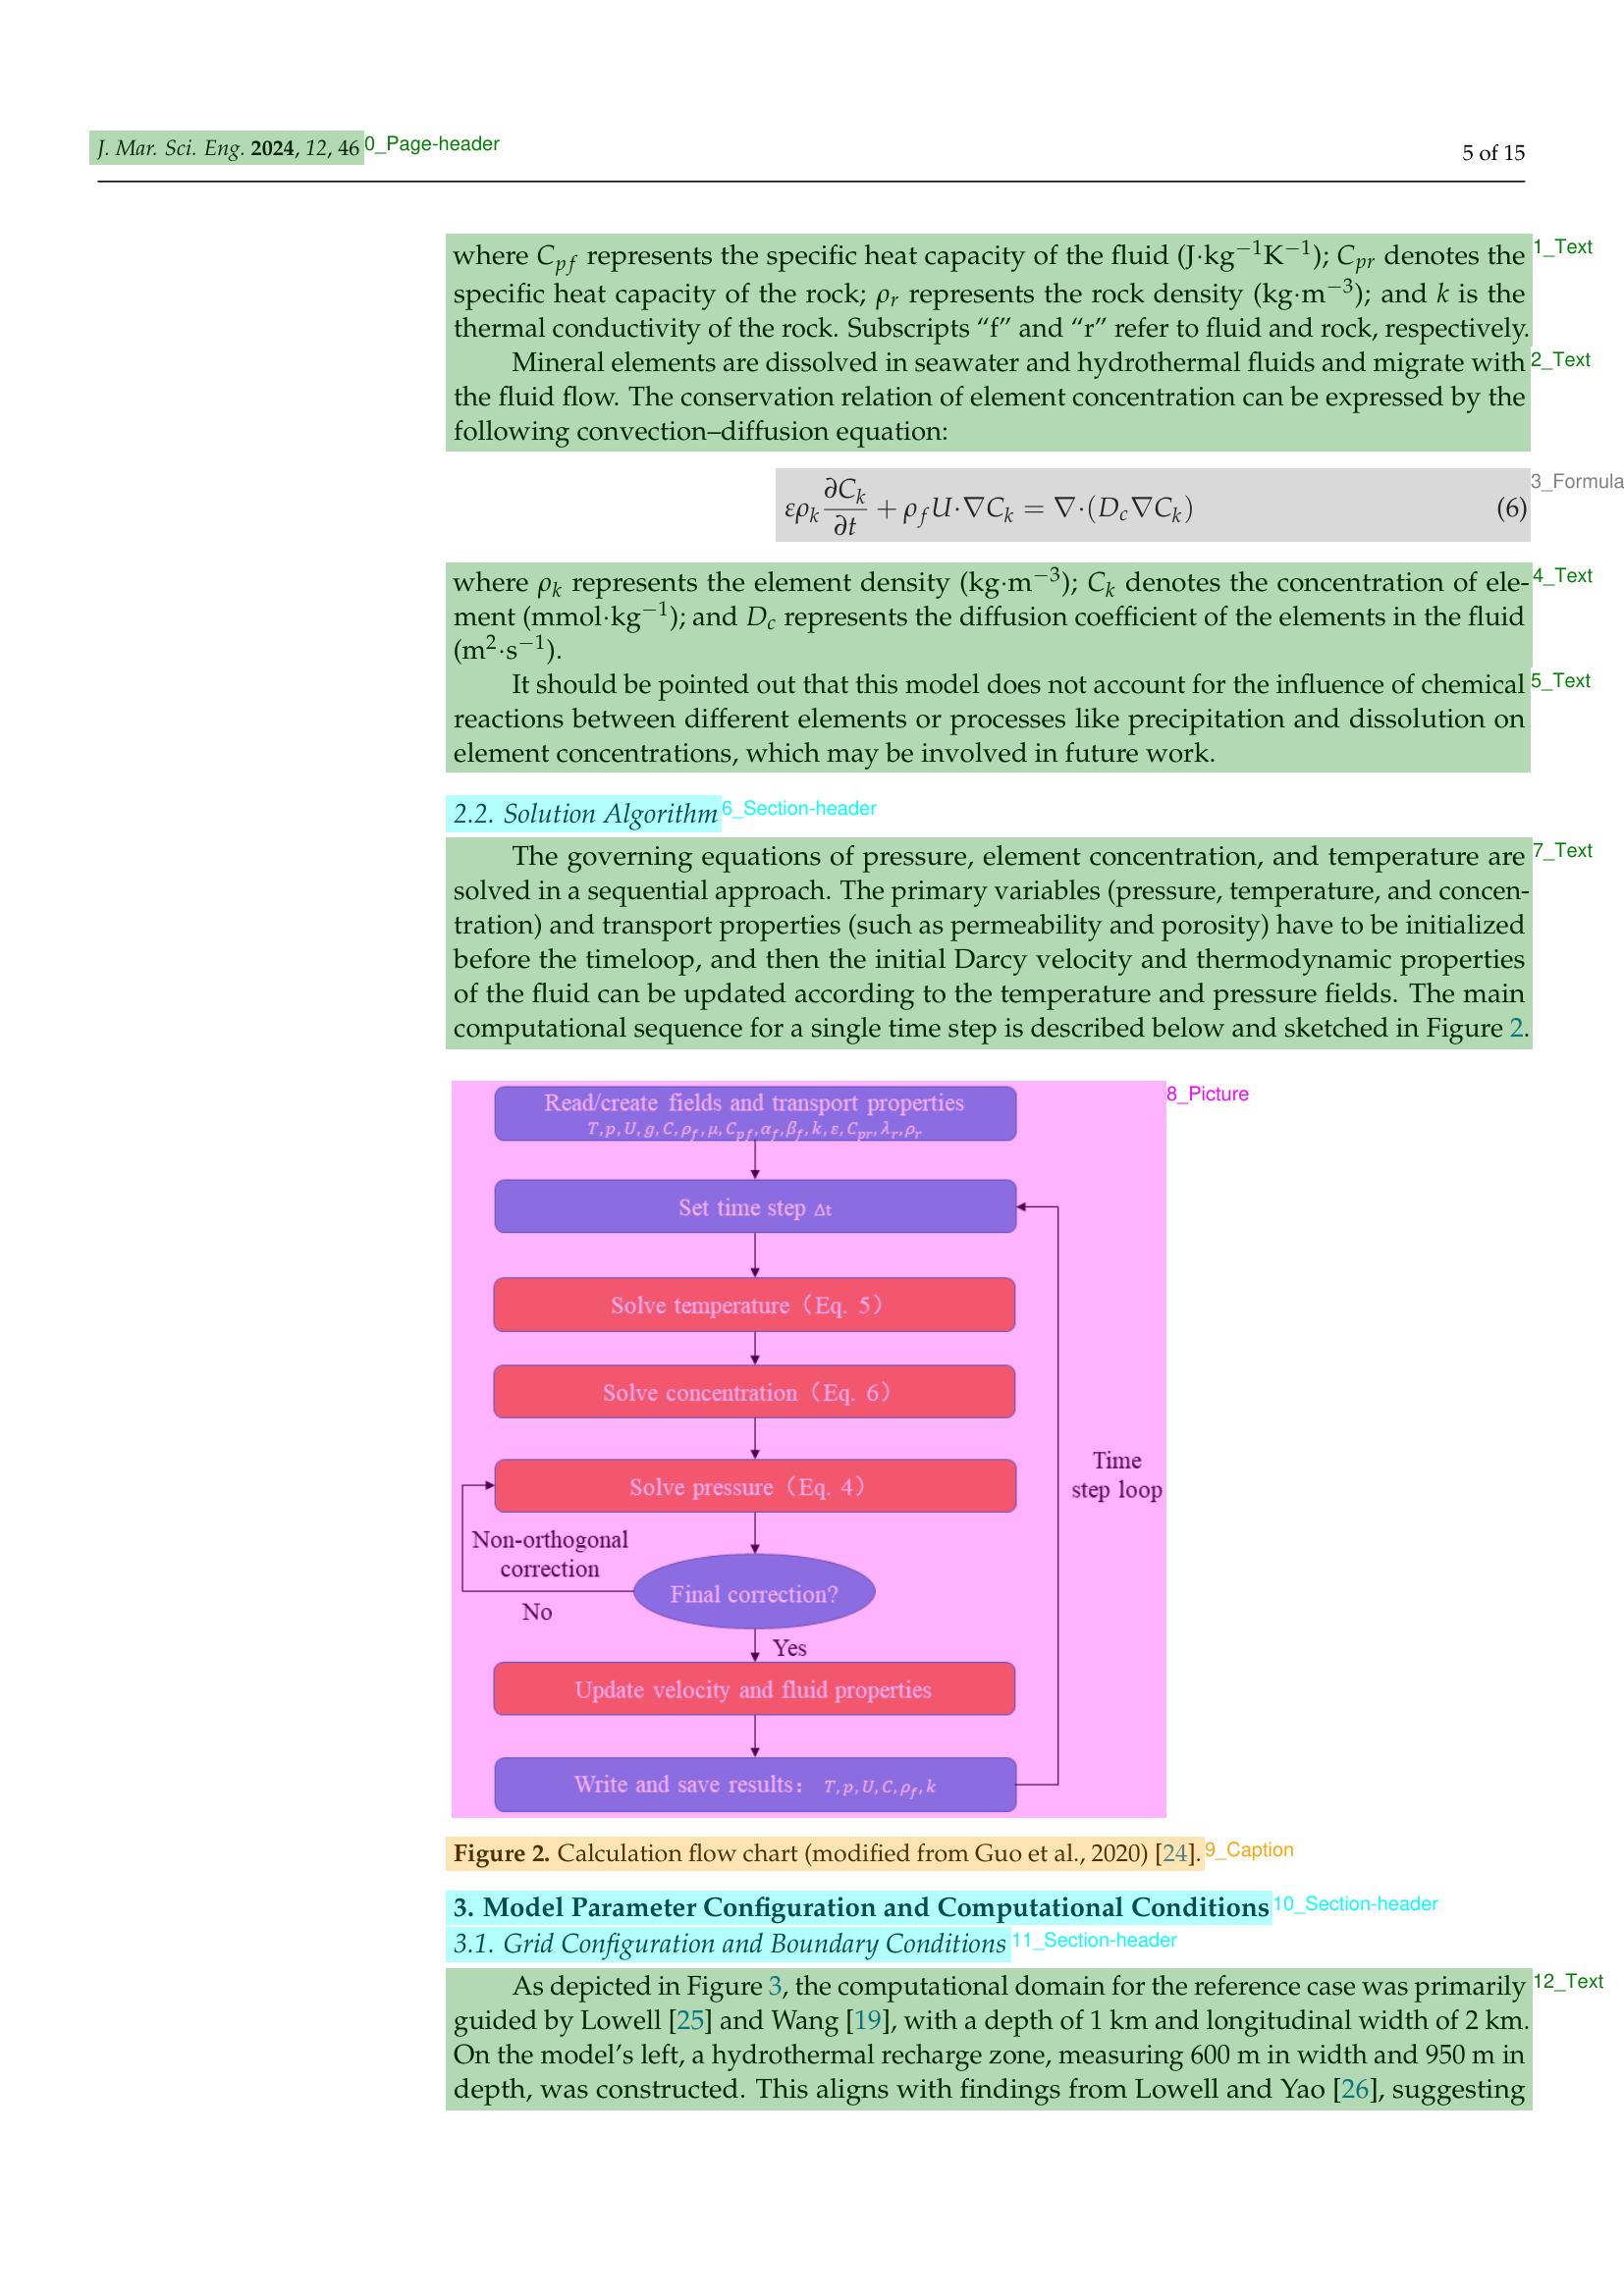 J. Mar. Sci. Eng. 2024, 12, 46 0_Page-header
5 of 15
where C_{pf} represents the specific heat capacity of the fluid (J·kg⁻¹K⁻¹); C_{pr} denotes the 1_Text
specific heat capacity of the rock; ρ_r represents the rock density (kg·m⁻³); and k is the
thermal conductivity of the rock. Subscripts “f” and “r” refer to fluid and rock, respectively.
Mineral elements are dissolved in seawater and hydrothermal fluids and migrate with 2_Text
the fluid flow. The conservation relation of element concentration can be expressed by the
following convection–diffusion equation:
ερ_k ∂C_k/∂t + ρ_f U·∇C_k = ∇·(D_c∇C_k) (6) 3_Formula
where ρ_k represents the element density (kg·m⁻³); C_k denotes the concentration of ele- 4_Text
ment (mmol·kg⁻¹); and D_c represents the diffusion coefficient of the elements in the fluid
(m²·s⁻¹).
It should be pointed out that this model does not account for the influence of chemical 5_Text
reactions between different elements or processes like precipitation and dissolution on
element concentrations, which may be involved in future work.
2.2. Solution Algorithm 6_Section-header
The governing equations of pressure, element concentration, and temperature are 7_Text
solved in a sequential approach. The primary variables (pressure, temperature, and concen-
tration) and transport properties (such as permeability and porosity) have to be initialized
before the timeloop, and then the initial Darcy velocity and thermodynamic properties
of the fluid can be updated according to the temperature and pressure fields. The main
computational sequence for a single time step is described below and sketched in Figure 2.
8_Picture
Read/create fields and transport properties
T, p, U, g, C, ρ_f, μ, C_{pf}, α_f, β_f, k, ε, C_{pr}, λ_r, ρ_r
Set time step Δt
Solve temperature（Eq. 5）
Solve concentration（Eq. 6）
Solve pressure（Eq. 4）
Time
step loop
Non-orthogonal
correction
Final correction?
No
Yes
Update velocity and fluid properties
Write and save results： T, p, U, C, ρ_f, k
Figure 2. Calculation flow chart (modified from Guo et al., 2020) [24]. 9_Caption
3. Model Parameter Configuration and Computational Conditions 10_Section-header
3.1. Grid Configuration and Boundary Conditions 11_Section-header
As depicted in Figure 3, the computational domain for the reference case was primarily 12_Text
guided by Lowell [25] and Wang [19], with a depth of 1 km and longitudinal width of 2 km.
On the model’s left, a hydrothermal recharge zone, measuring 600 m in width and 950 m in
depth, was constructed. This aligns with findings from Lowell and Yao [26], suggesting